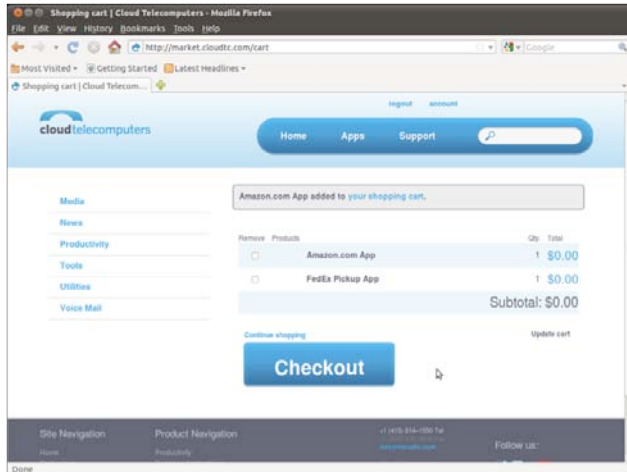 Shopping cart | Cloud Telecomputers - Mozilla Firefox
File Edit View History Bookmarks Tools Help
http://market.cloudtc.com/cart
Google
Most Visited Getting Started Latest Headlines
Shopping cart | Cloud Telecom...
logout account
cloudtelecomputers
Home Apps Support
Amazon.com App added to your shopping cart.
Media
News
Productivity
Tools
Utilities
Voice Mail
Remove Products Qty Total
Amazon.com App 1 $0.00
FedEx Pickup App 1 $0.00
Subtotal: $0.00
Continue shopping Update cart
Checkout
Site Navigation Product Navigation
Follow us:
Home Productivity
Done